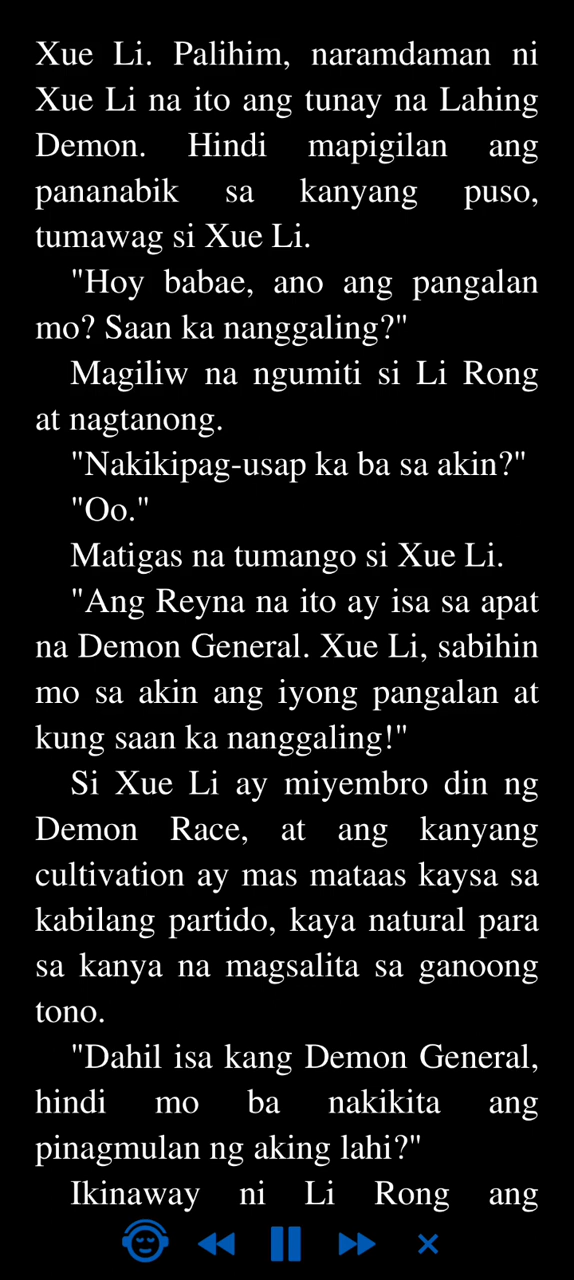 Xue Li. Palihim, naramdaman ni
Xue Li na ito ang tunay na Lahing
Demon. Hindi mapigilan ang
pananabik sa kanyang puso,
tumawag si Xue Li.
"Hoy babae, ano ang pangalan
mo? Saan ka nanggaling?"
Magiliw na ngumiti si Li Rong
at nagtanong.
"Nakikipag-usap ka ba sa akin?"
"Oo."
Matigas na tumango si Xue Li.
"Ang Reyna na ito ay isa sa apat
na Demon General. Xue Li, sabihin
mo sa akin ang iyong pangalan at
kung saan ka nanggaling!"
Si Xue Li ay miyembro din ng
Demon Race, at ang kanyang
cultivation ay mas mataas kaysa sa
kabilang partido, kaya natural para
sa kanya na magsalita sa ganoong
tono.
"Dahil isa kang Demon General,
hindi mo ba nakikita ang
pinagmulan ng aking lahi?"
Ikinaway ni Li Rong ang